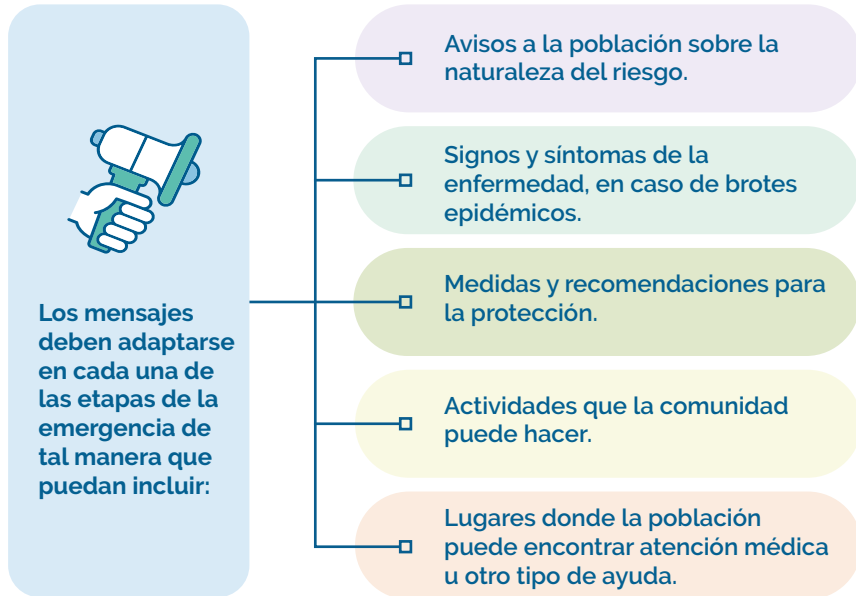 Los mensajes
deben adaptarse
en cada una de
las etapas de la
emergencia de
tal manera que
puedan incluir:
Avisos a la población sobre la
naturaleza del riesgo.
Signos y síntomas de la
enfermedad, en caso de brotes
epidémicos.
Medidas y recomendaciones para
la protección.
Actividades que la comunidad
puede hacer.
Lugares donde la población
puede encontrar atención médica
u otro tipo de ayuda.